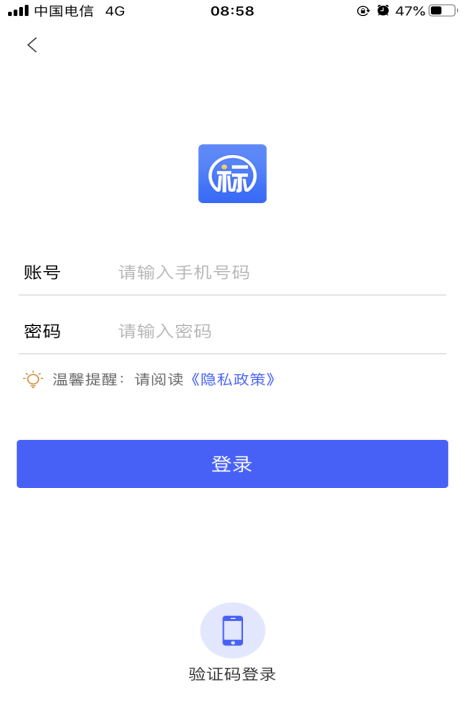 中国电信 4G 08:58 47%
标
账号 请输入手机号码
密码 请输入密码
温馨提醒：请阅读《隐私政策》
登录
验证码登录